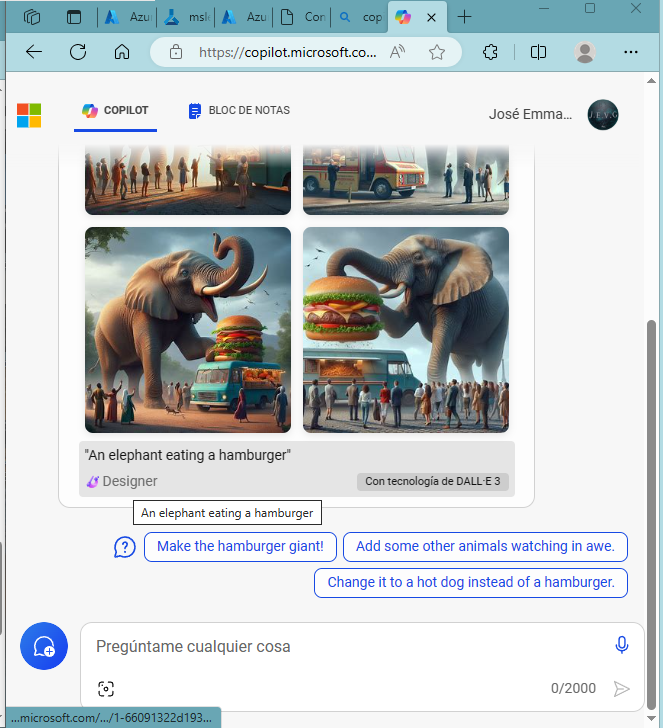 Azu
msl
Azu
Con
cop
https://copilot.microsoft.co...
COPILOT
BLOC DE NOTAS
José Emma...
J.E.V.G
"An elephant eating a hamburger"
Designer
Con tecnología de DALL·E 3
An elephant eating a hamburger
Make the hamburger giant!
Add some other animals watching in awe.
Change it to a hot dog instead of a hamburger.
Pregúntame cualquier cosa
0/2000
...microsoft.com/.../1-66091322d193...